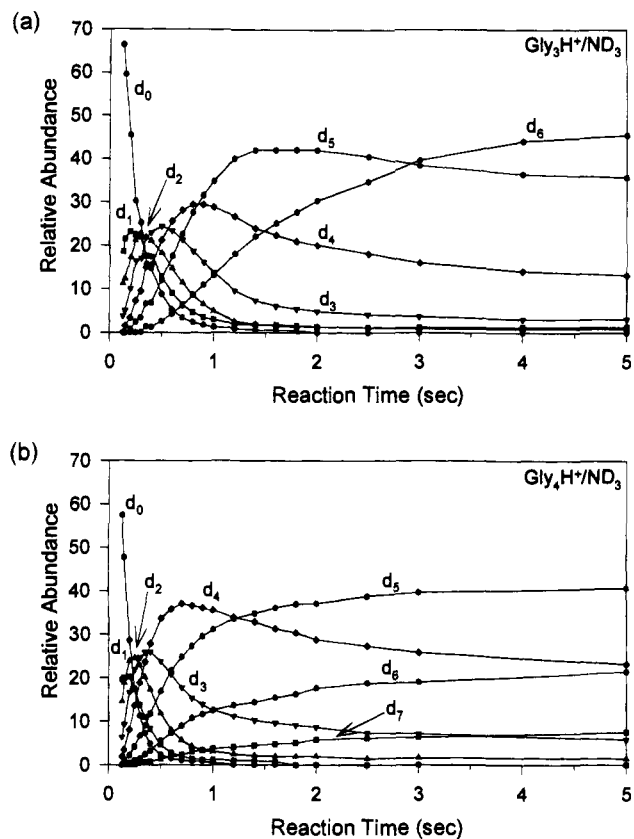 (a)
Gly₃H⁺/ND₃
Relative Abundance
70
60
50
40
30
20
10
0
d₀
d₁
d₂
d₅
d₆
d₄
d₃
0 1 2 3 4 5
Reaction Time (sec)
(b)
Gly₄H⁺/ND₃
Relative Abundance
70
60
50
40
30
20
10
0
d₀
d₂
d₁
d₄
d₅
d₃
d₆
d₇
0 1 2 3 4 5
Reaction Time (sec)